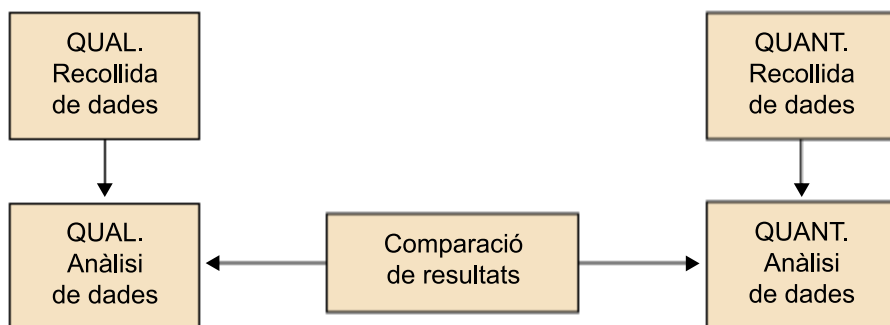 QUAL.
Recollida
de dades
QUANT.
Recollida
de dades
QUAL.
Anàlisi
de dades
Comparació
de resultats
QUANT.
Anàlisi
de dades